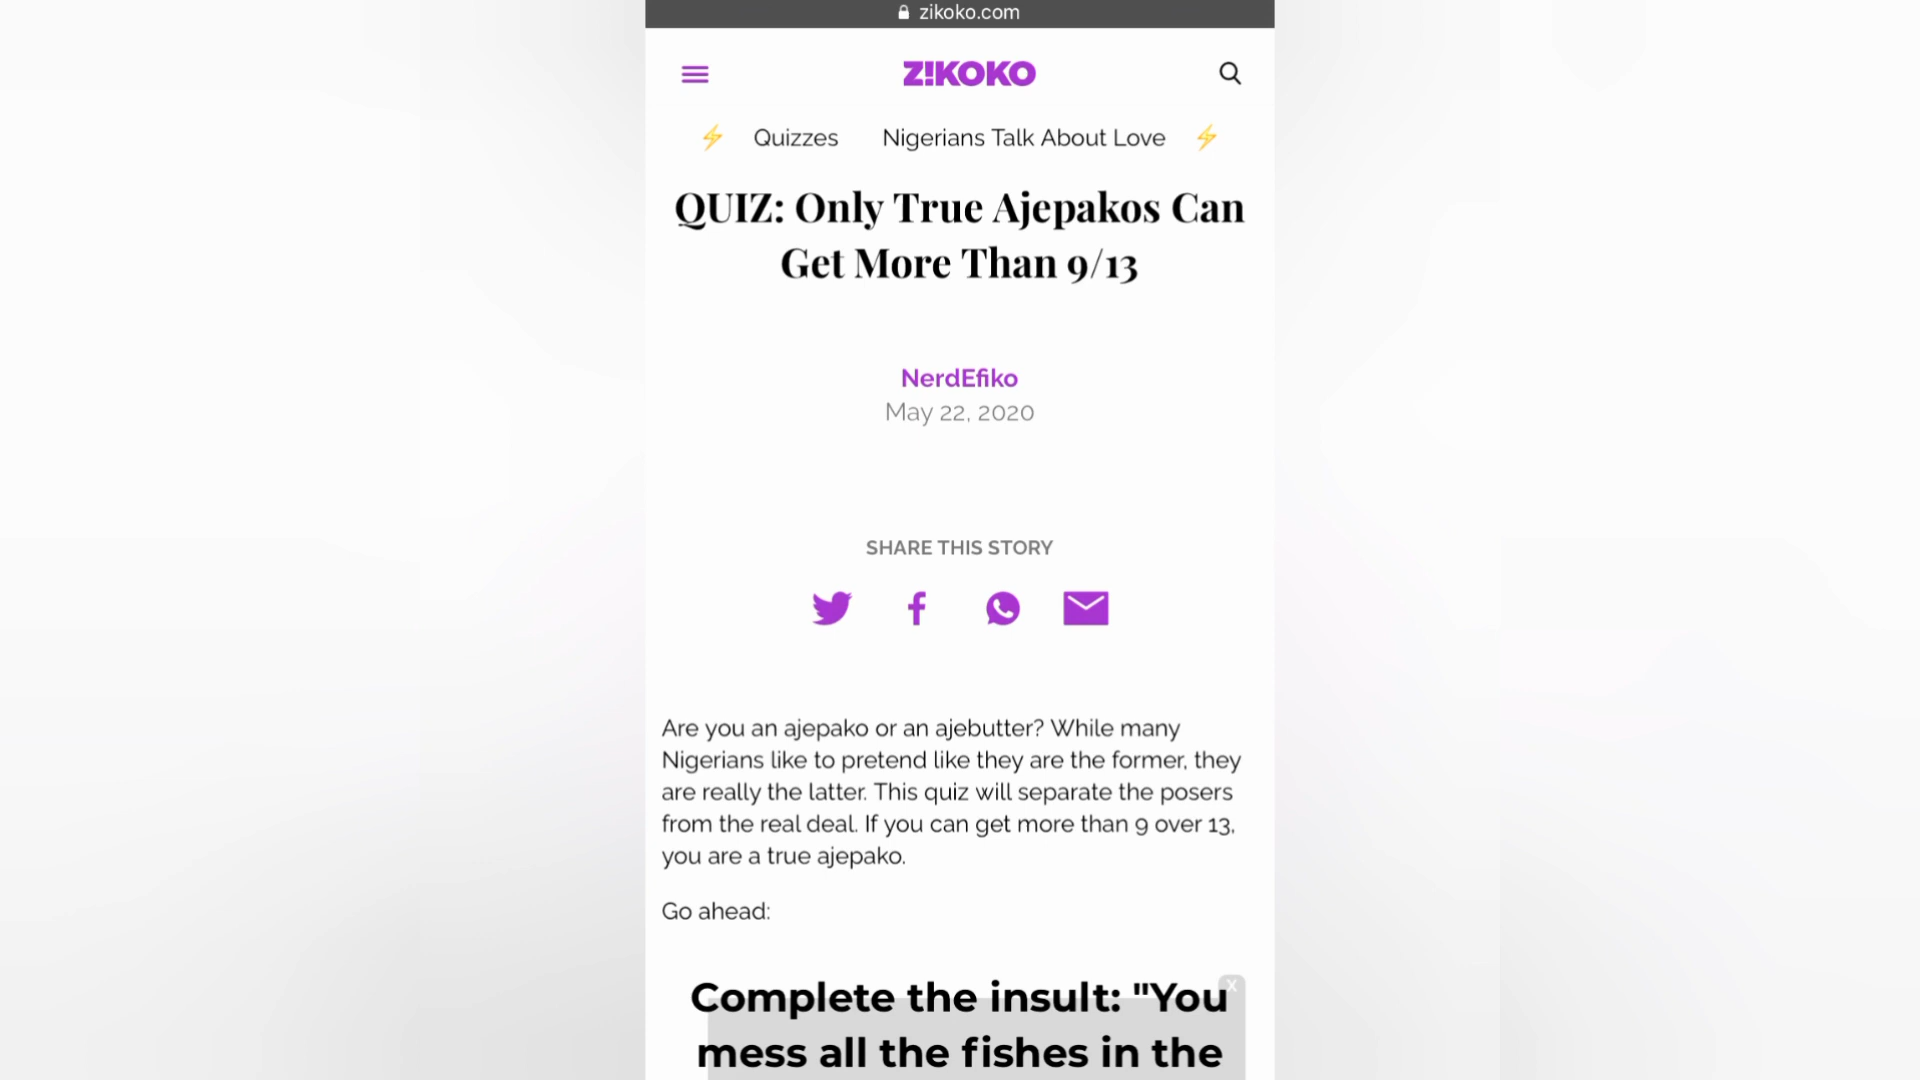 zikoko.com
Z!KOKO
Quizzes Nigerians Talk About Love
QUIZ: Only True Ajepakos Can
Get More Than 9/13
NerdEfiko
May 22, 2020
SHARE THIS STORY
Are you an ajepako or an ajebutter? While many
Nigerians like to pretend like they are the former, they
are really the latter. This quiz will separate the posers
from the real deal. If you can get more than 9 over 13,
you are a true ajepako.
Go ahead:
X
Complete the insult: "You
mess all the fishes in the